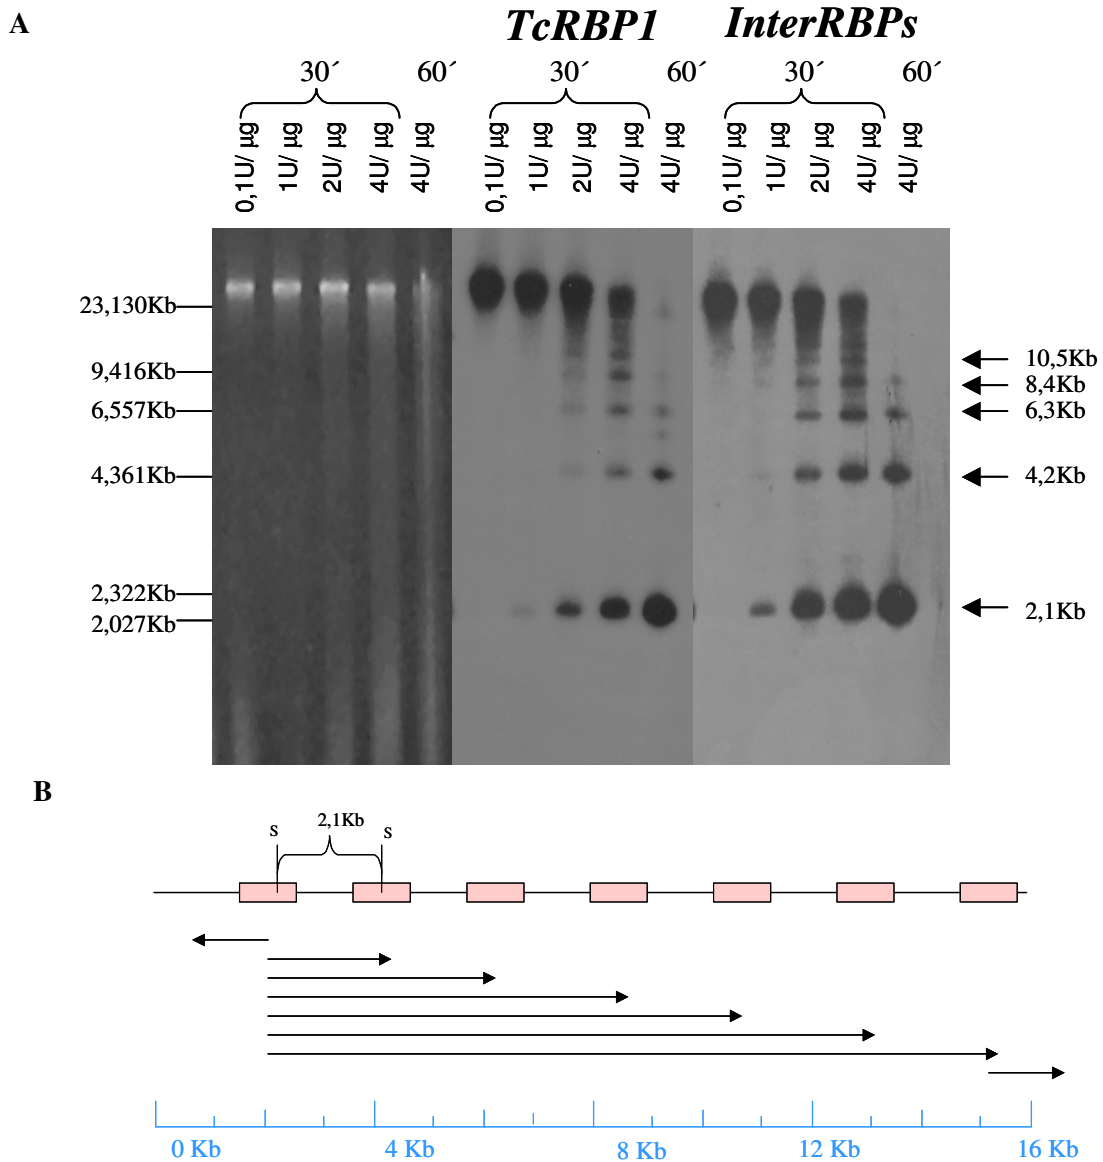 A
TcRBP1 InterRBPs
30´ 60´ 30´ 60´ 30´ 60´
0,1U/ µg 1U/ µg 2U/ µg 4U/ µg 4U/ µg 0,1U/ µg 1U/ µg 2U/ µg 4U/ µg 4U/ µg 0,1U/ µg 1U/ µg 2U/ µg 4U/ µg 4U/ µg
23,130Kb
10,5Kb
9,416Kb
8,4Kb
6,557Kb
6,3Kb
4,361Kb
4,2Kb
2,322Kb
2,1Kb
2,027Kb
B
2,1Kb
s s
0 Kb 4 Kb 8 Kb 12 Kb 16 Kb